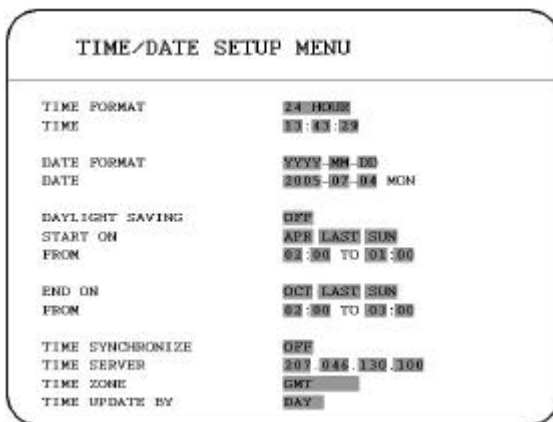 TIME/DATE SETUP MENU
TIME FORMAT 24 HOUR
TIME 13:43:29
DATE FORMAT YYYY-MM-DD
DATE 2005-07-04 MON
DAYLIGHT SAVING OFF
START ON APR LAST SUN
FROM 02:00 TO 01:00
END ON OCT LAST SUN
FROM 02:00 TO 03:00
TIME SYNCHRONIZE OFF
TIME SERVER 207.046.130.100
TIME ZONE GMT
TIME UPDATE BY DAY